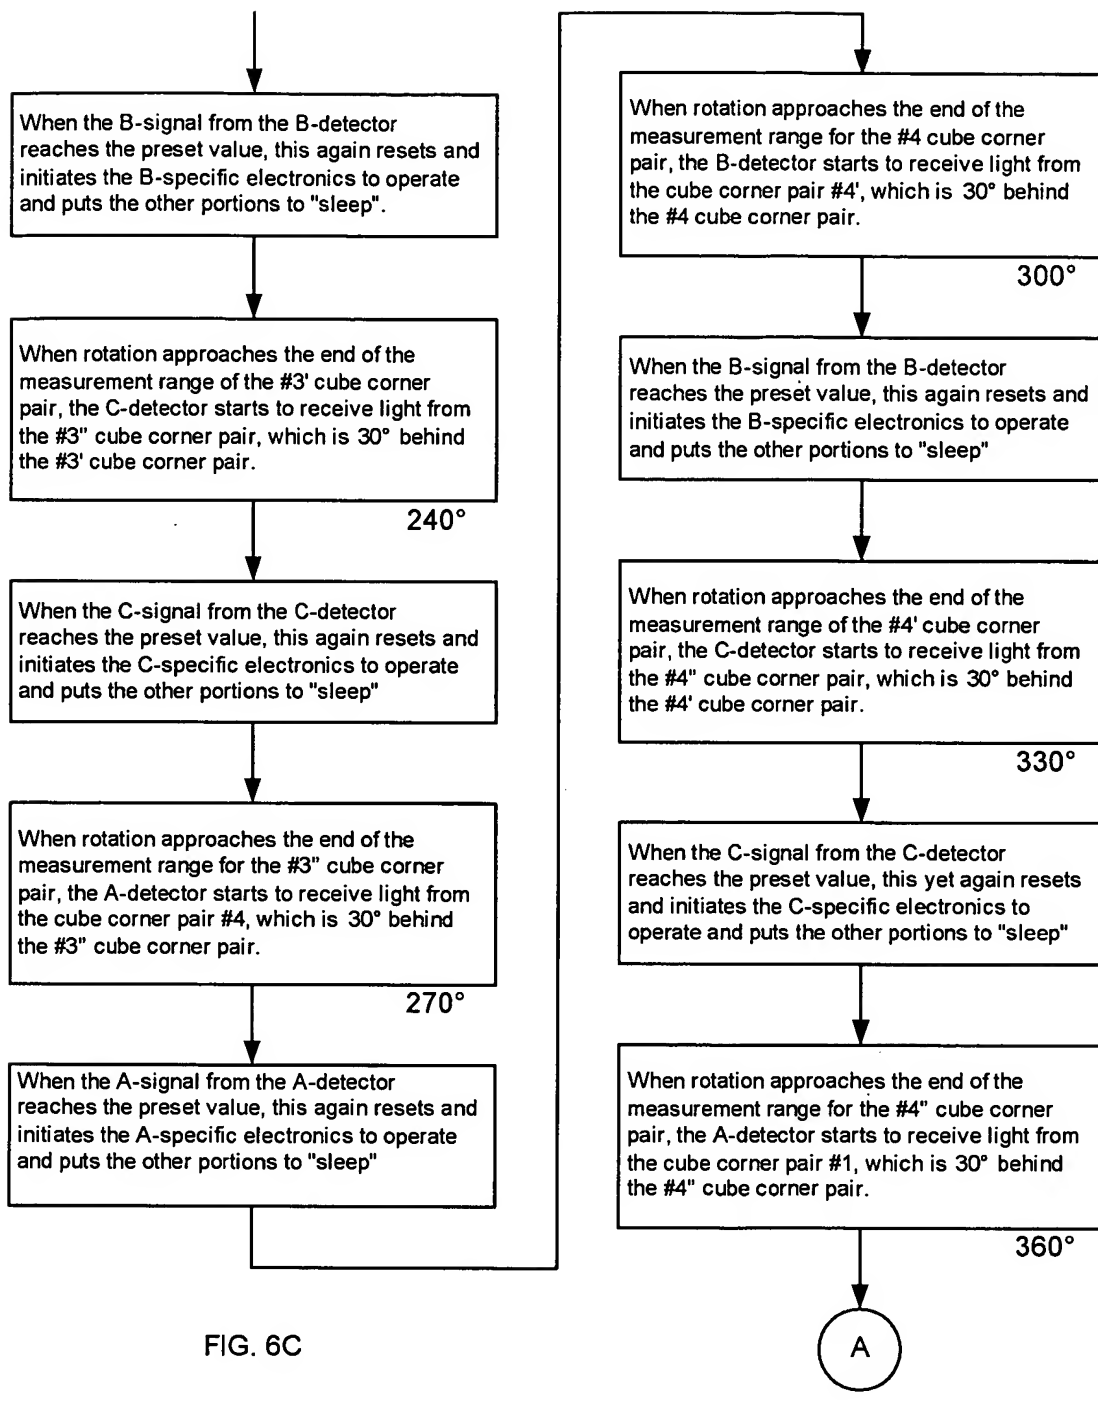 When the B-signal from the B-detector
reaches the preset value, this again resets and
initiates the B-specific electronics to operate
and puts the other portions to "sleep".
When rotation approaches the end of the
measurement range of the #3' cube corner
pair, the C-detector starts to receive light from
the #3" cube corner pair, which is 30° behind
the #3' cube corner pair.
240°
When the C-signal from the C-detector
reaches the preset value, this again resets and
initiates the C-specific electronics to operate
and puts the other portions to "sleep"
When rotation approaches the end of the
measurement range for the #3" cube corner
pair, the A-detector starts to receive light from
the cube corner pair #4, which is 30° behind
the #3" cube corner pair.
270°
When the A-signal from the A-detector
reaches the preset value, this again resets and
initiates the A-specific electronics to operate
and puts the other portions to "sleep"
When rotation approaches the end of the
measurement range for the #4 cube corner
pair, the B-detector starts to receive light from
the cube corner pair #4', which is 30° behind
the #4 cube corner pair.
300°
When the B-signal from the B-detector
reaches the preset value, this again resets and
initiates the B-specific electronics to operate
and puts the other portions to "sleep"
When rotation approaches the end of the
measurement range of the #4' cube corner
pair, the C-detector starts to receive light from
the #4" cube corner pair, which is 30° behind
the #4' cube corner pair.
330°
When the C-signal from the C-detector
reaches the preset value, this yet again resets
and initiates the C-specific electronics to
operate and puts the other portions to "sleep"
When rotation approaches the end of the
measurement range for the #4" cube corner
pair, the A-detector starts to receive light from
the cube corner pair #1, which is 30° behind
the #4" cube corner pair.
360°
A
FIG. 6C